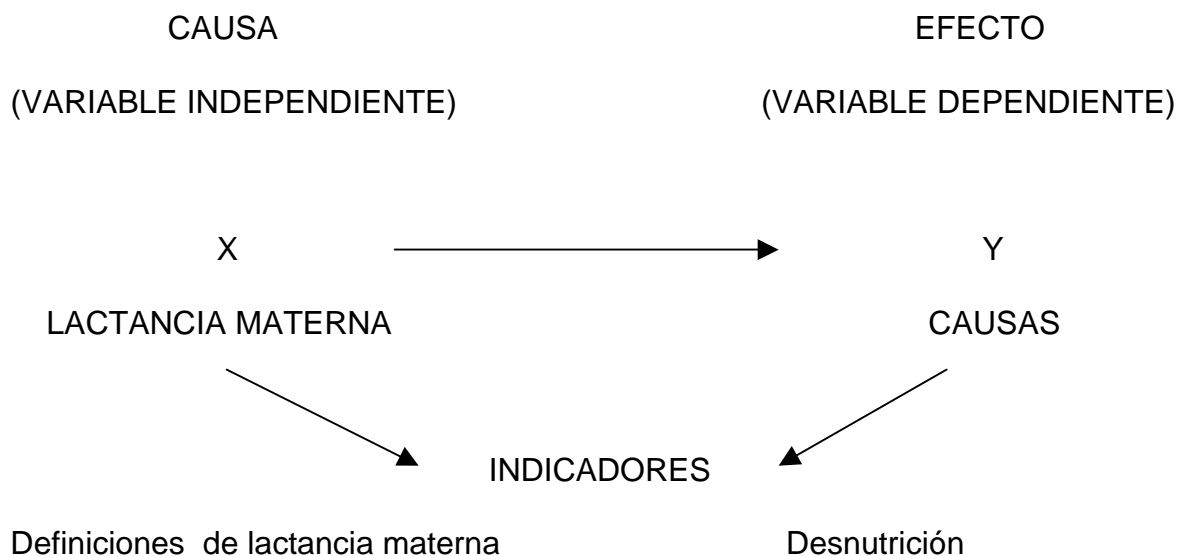 CAUSA EFECTO
(VARIABLE INDEPENDIENTE) (VARIABLE DEPENDIENTE)
X Y
LACTANCIA MATERNA CAUSAS
INDICADORES
Definiciones de lactancia materna Desnutrición